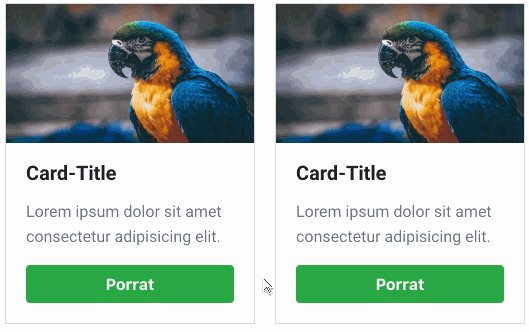 Card-Title
Lorem ipsum dolor sit amet
consectetur adipisicing elit.
Porrat
Card-Title
Lorem ipsum dolor sit amet
consectetur adipisicing elit.
Porrat